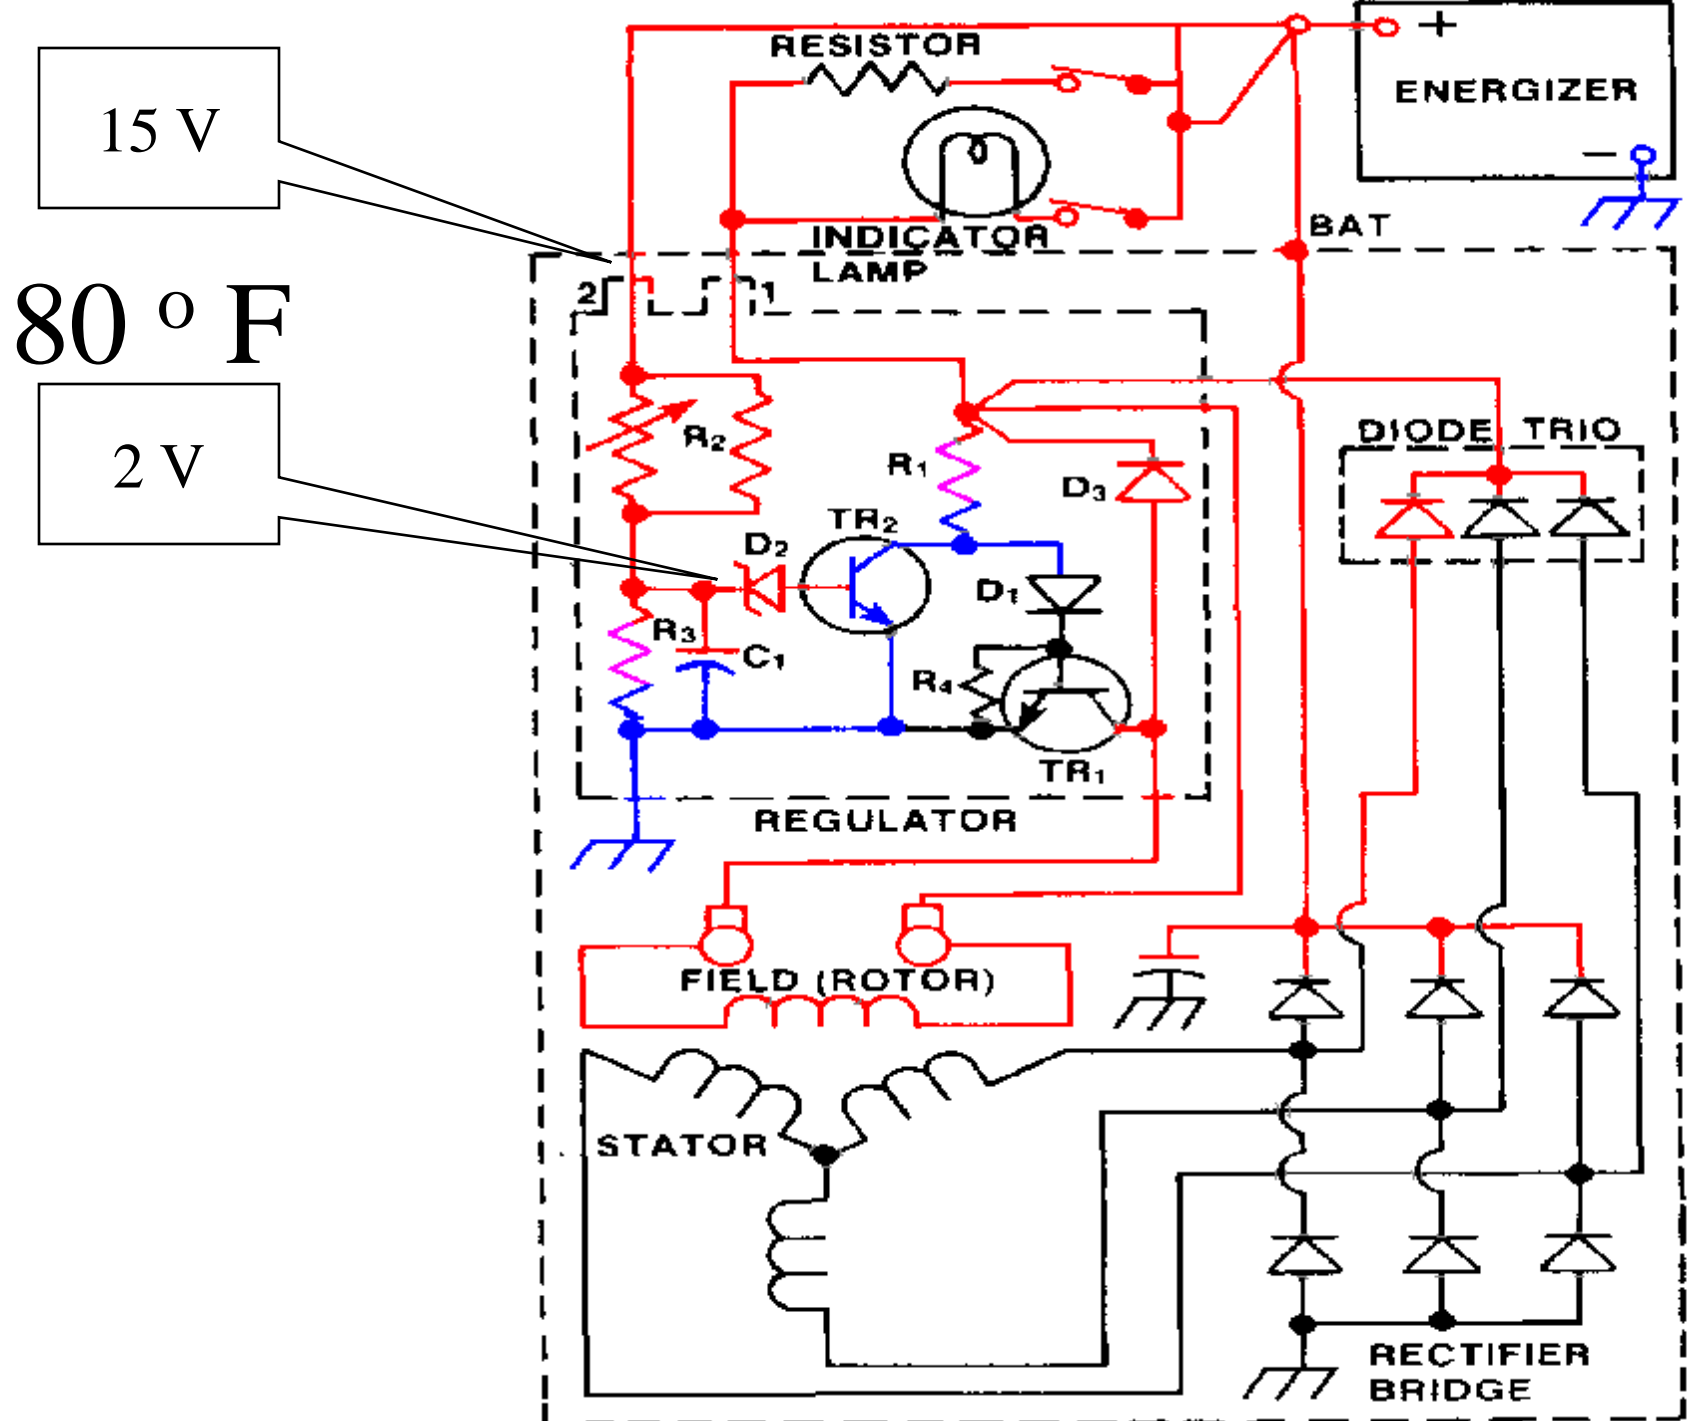 RESISTOR
+
ENERGIZER
−
15 V
INDICATOR
LAMP
BAT
2
1
80 ° F
2 V
R2
R1
D3
DIODE TRIO
TR2
D2
D1
R3
C1
R4
TR1
REGULATOR
FIELD (ROTOR)
STATOR
RECTIFIER
BRIDGE